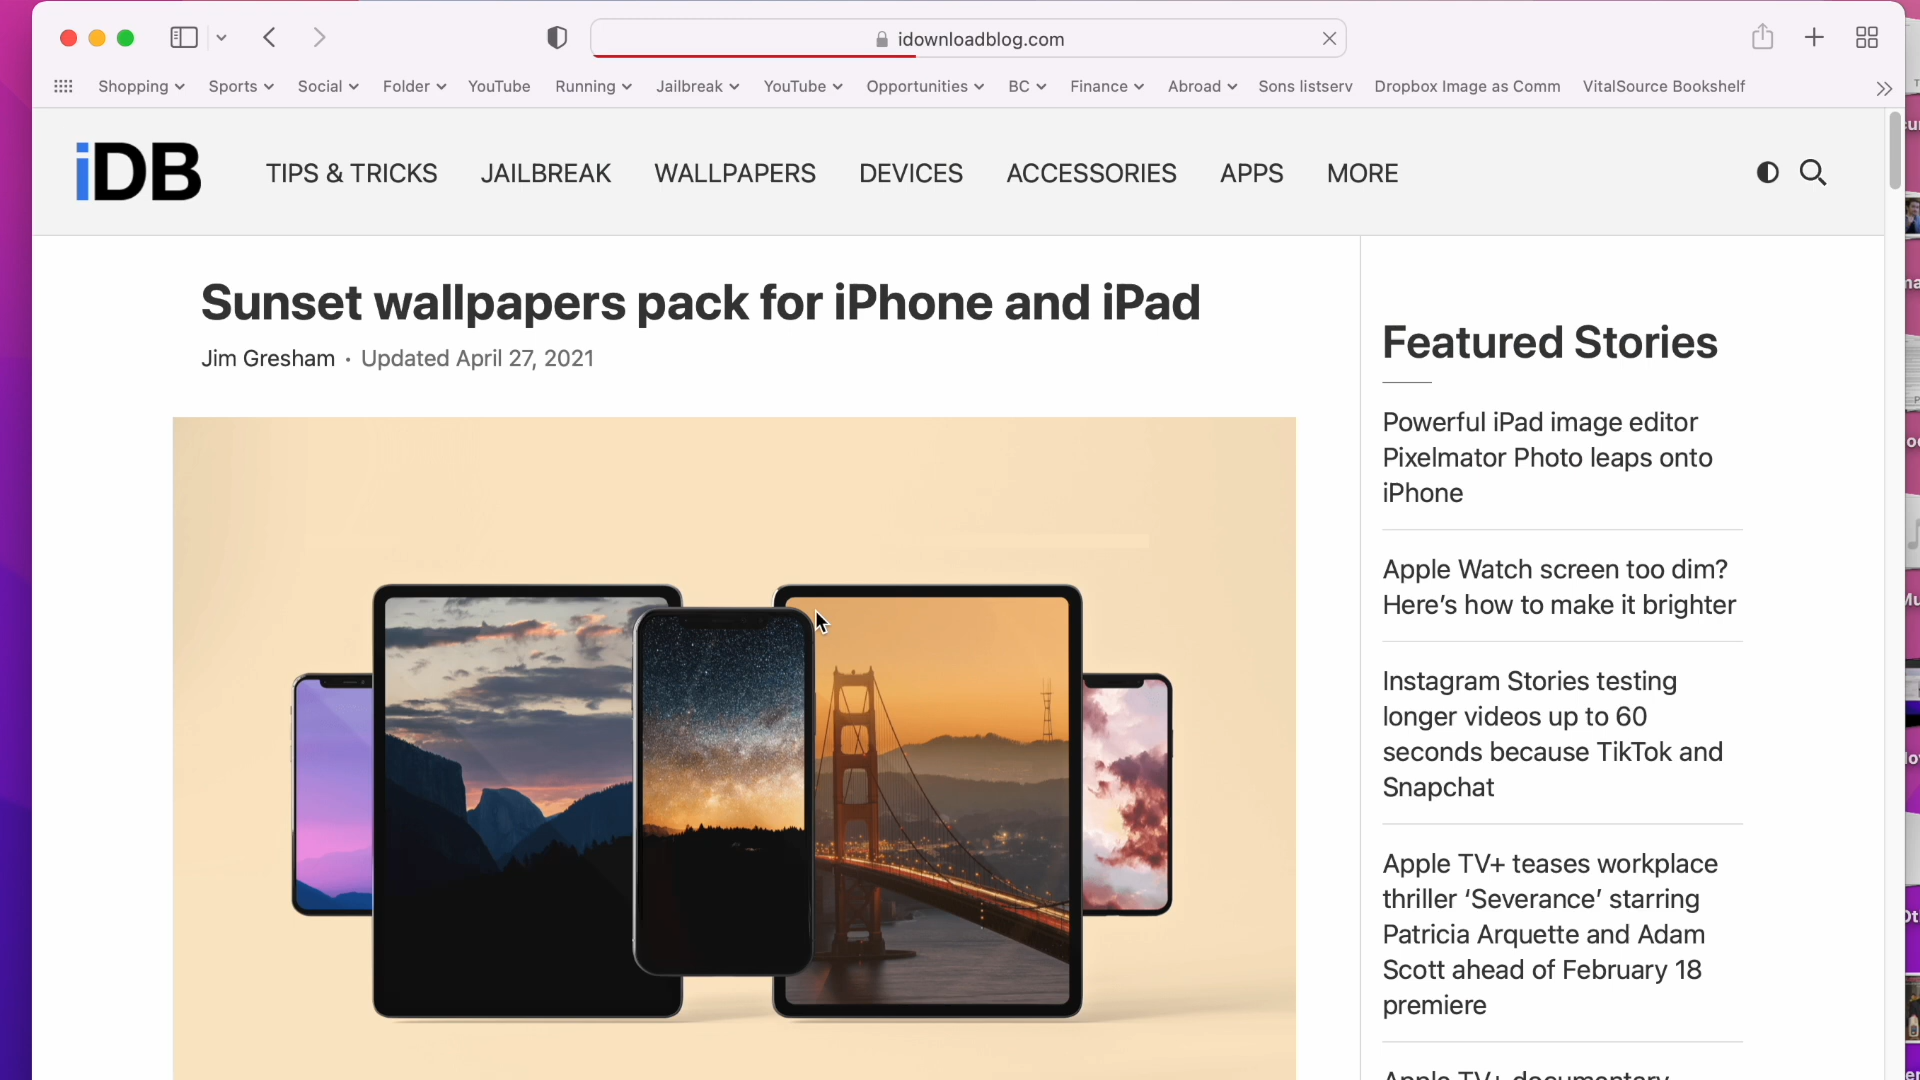 idownloadblog.com
Shopping Sports Social Folder YouTube Running Jailbreak YouTube Opportunities BC Finance Abroad Sons listserv Dropbox Image as Comm VitalSource Bookshelf
iDB TIPS & TRICKS JAILBREAK WALLPAPERS DEVICES ACCESSORIES APPS MORE
Sunset wallpapers pack for iPhone and iPad
Jim Gresham • Updated April 27, 2021
Featured Stories
Powerful iPad image editor
Pixelmator Photo leaps onto
iPhone
Apple Watch screen too dim?
Here’s how to make it brighter
Instagram Stories testing
longer videos up to 60
seconds because TikTok and
Snapchat
Apple TV+ teases workplace
thriller ‘Severance’ starring
Patricia Arquette and Adam
Scott ahead of February 18
premiere
Apple TV+ documentary